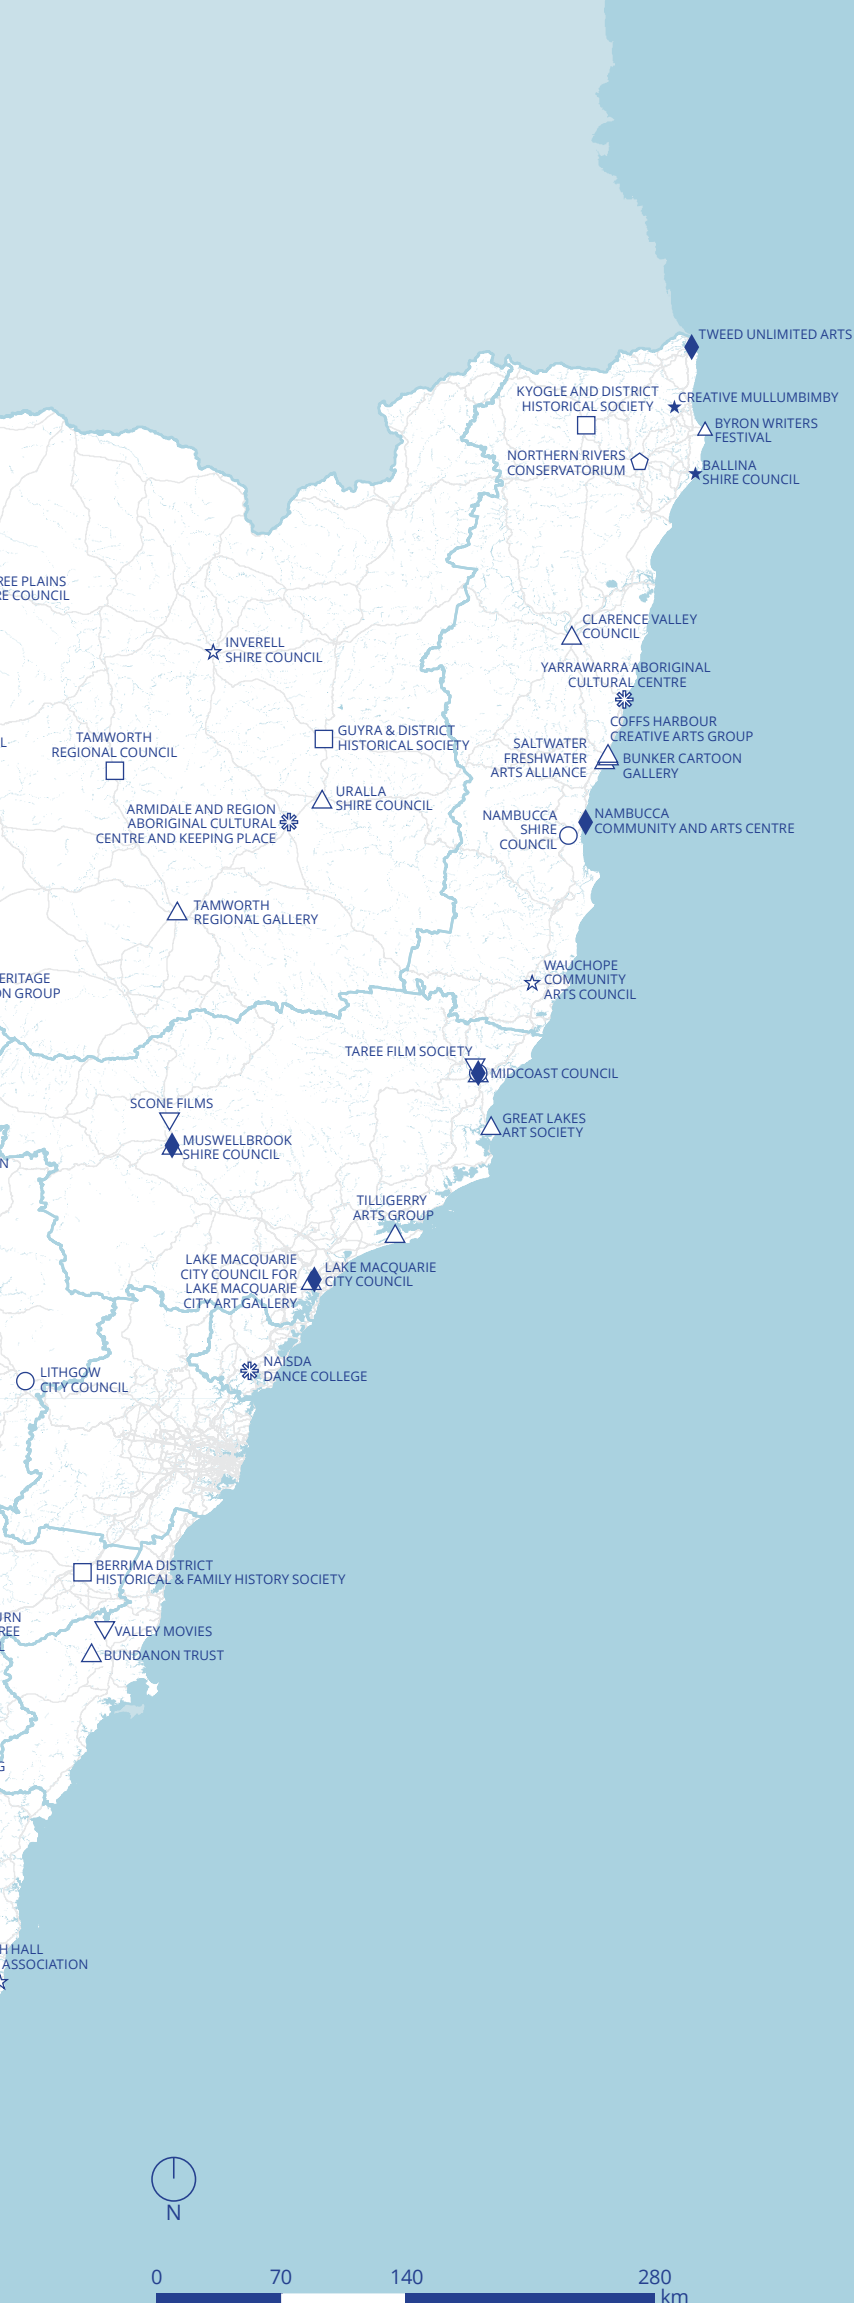 TWEED UNLIMITED ARTS
KYOGLE AND DISTRICT
HISTORICAL SOCIETY
CREATIVE MULLUMBIMBY
BYRON WRITERS
FESTIVAL
NORTHERN RIVERS
CONSERVATORIUM
BALLINA
SHIRE COUNCIL
REE PLAINS
RE COUNCIL
CLARENCE VALLEY
COUNCIL
INVERELL
SHIRE COUNCIL
YARRAWARRA ABORIGINAL
CULTURAL CENTRE
COFFS HARBOUR
CREATIVE ARTS GROUP
GUYRA & DISTRICT
HISTORICAL SOCIETY
L
TAMWORTH
REGIONAL COUNCIL
SALTWATER
FRESHWATER
ARTS ALLIANCE
BUNKER CARTOON
GALLERY
URALLA
SHIRE COUNCIL
ARMIDALE AND REGION
ABORIGINAL CULTURAL
CENTRE AND KEEPING PLACE
NAMBUCCA
SHIRE
COUNCIL
NAMBUCCA
COMMUNITY AND ARTS CENTRE
TAMWORTH
REGIONAL GALLERY
ERITAGE
ON GROUP
WAUCHOPE
COMMUNITY
ARTS COUNCIL
TAREE FILM SOCIETY
MIDCOAST COUNCIL
SCONE FILMS
GREAT LAKES
ART SOCIETY
MUSWELLBROOK
SHIRE COUNCIL
N
TILLIGERRY
ARTS GROUP
LAKE MACQUARIE
CITY COUNCIL FOR
LAKE MACQUARIE
CITY ART GALLERY
LAKE MACQUARIE
CITY COUNCIL
NAISDA
DANCE COLLEGE
LITHGOW
CITY COUNCIL
BERRIMA DISTRICT
HISTORICAL & FAMILY HISTORY SOCIETY
URN
REE
L
VALLEY MOVIES
BUNDANON TRUST
G
H HALL
ASSOCIATION
N
0 70 140 280
km